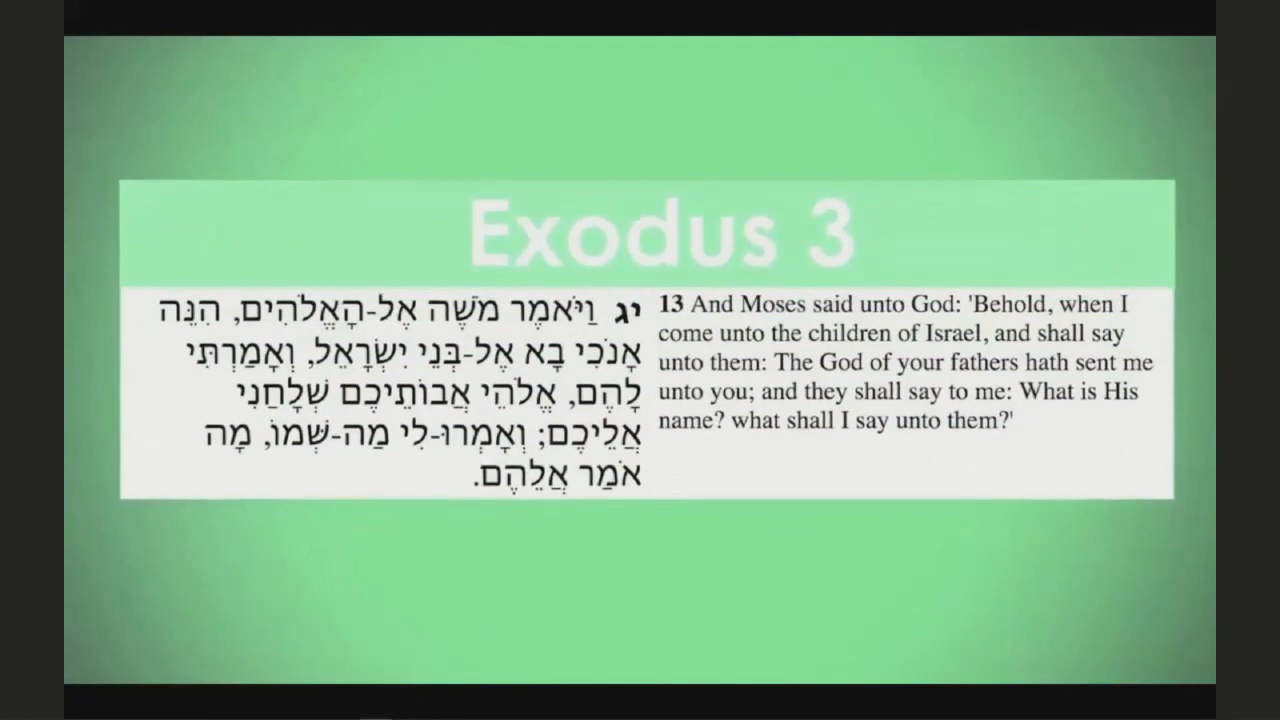 Exodus 3
יג וַיֹּאמֶר מֹשֶׁה אֶל-הָאֱלֹהִים, הִנֵּה
אָנֹכִי בָא אֶל-בְּנֵי יִשְׂרָאֵל, וְאָמַרְתִּי
לָהֶם, אֱלֹהֵי אֲבוֹתֵיכֶם שְׁלָחַנִי
אֲלֵיכֶם; וְאָמְרוּ-לִי מַה-שְּׁמוֹ, מָה
אֹמַר אֲלֵהֶם.
13 And Moses said unto God: 'Behold, when I
come unto the children of Israel, and shall say
unto them: The God of your fathers hath sent me
unto you; and they shall say to me: What is His
name? what shall I say unto them?'